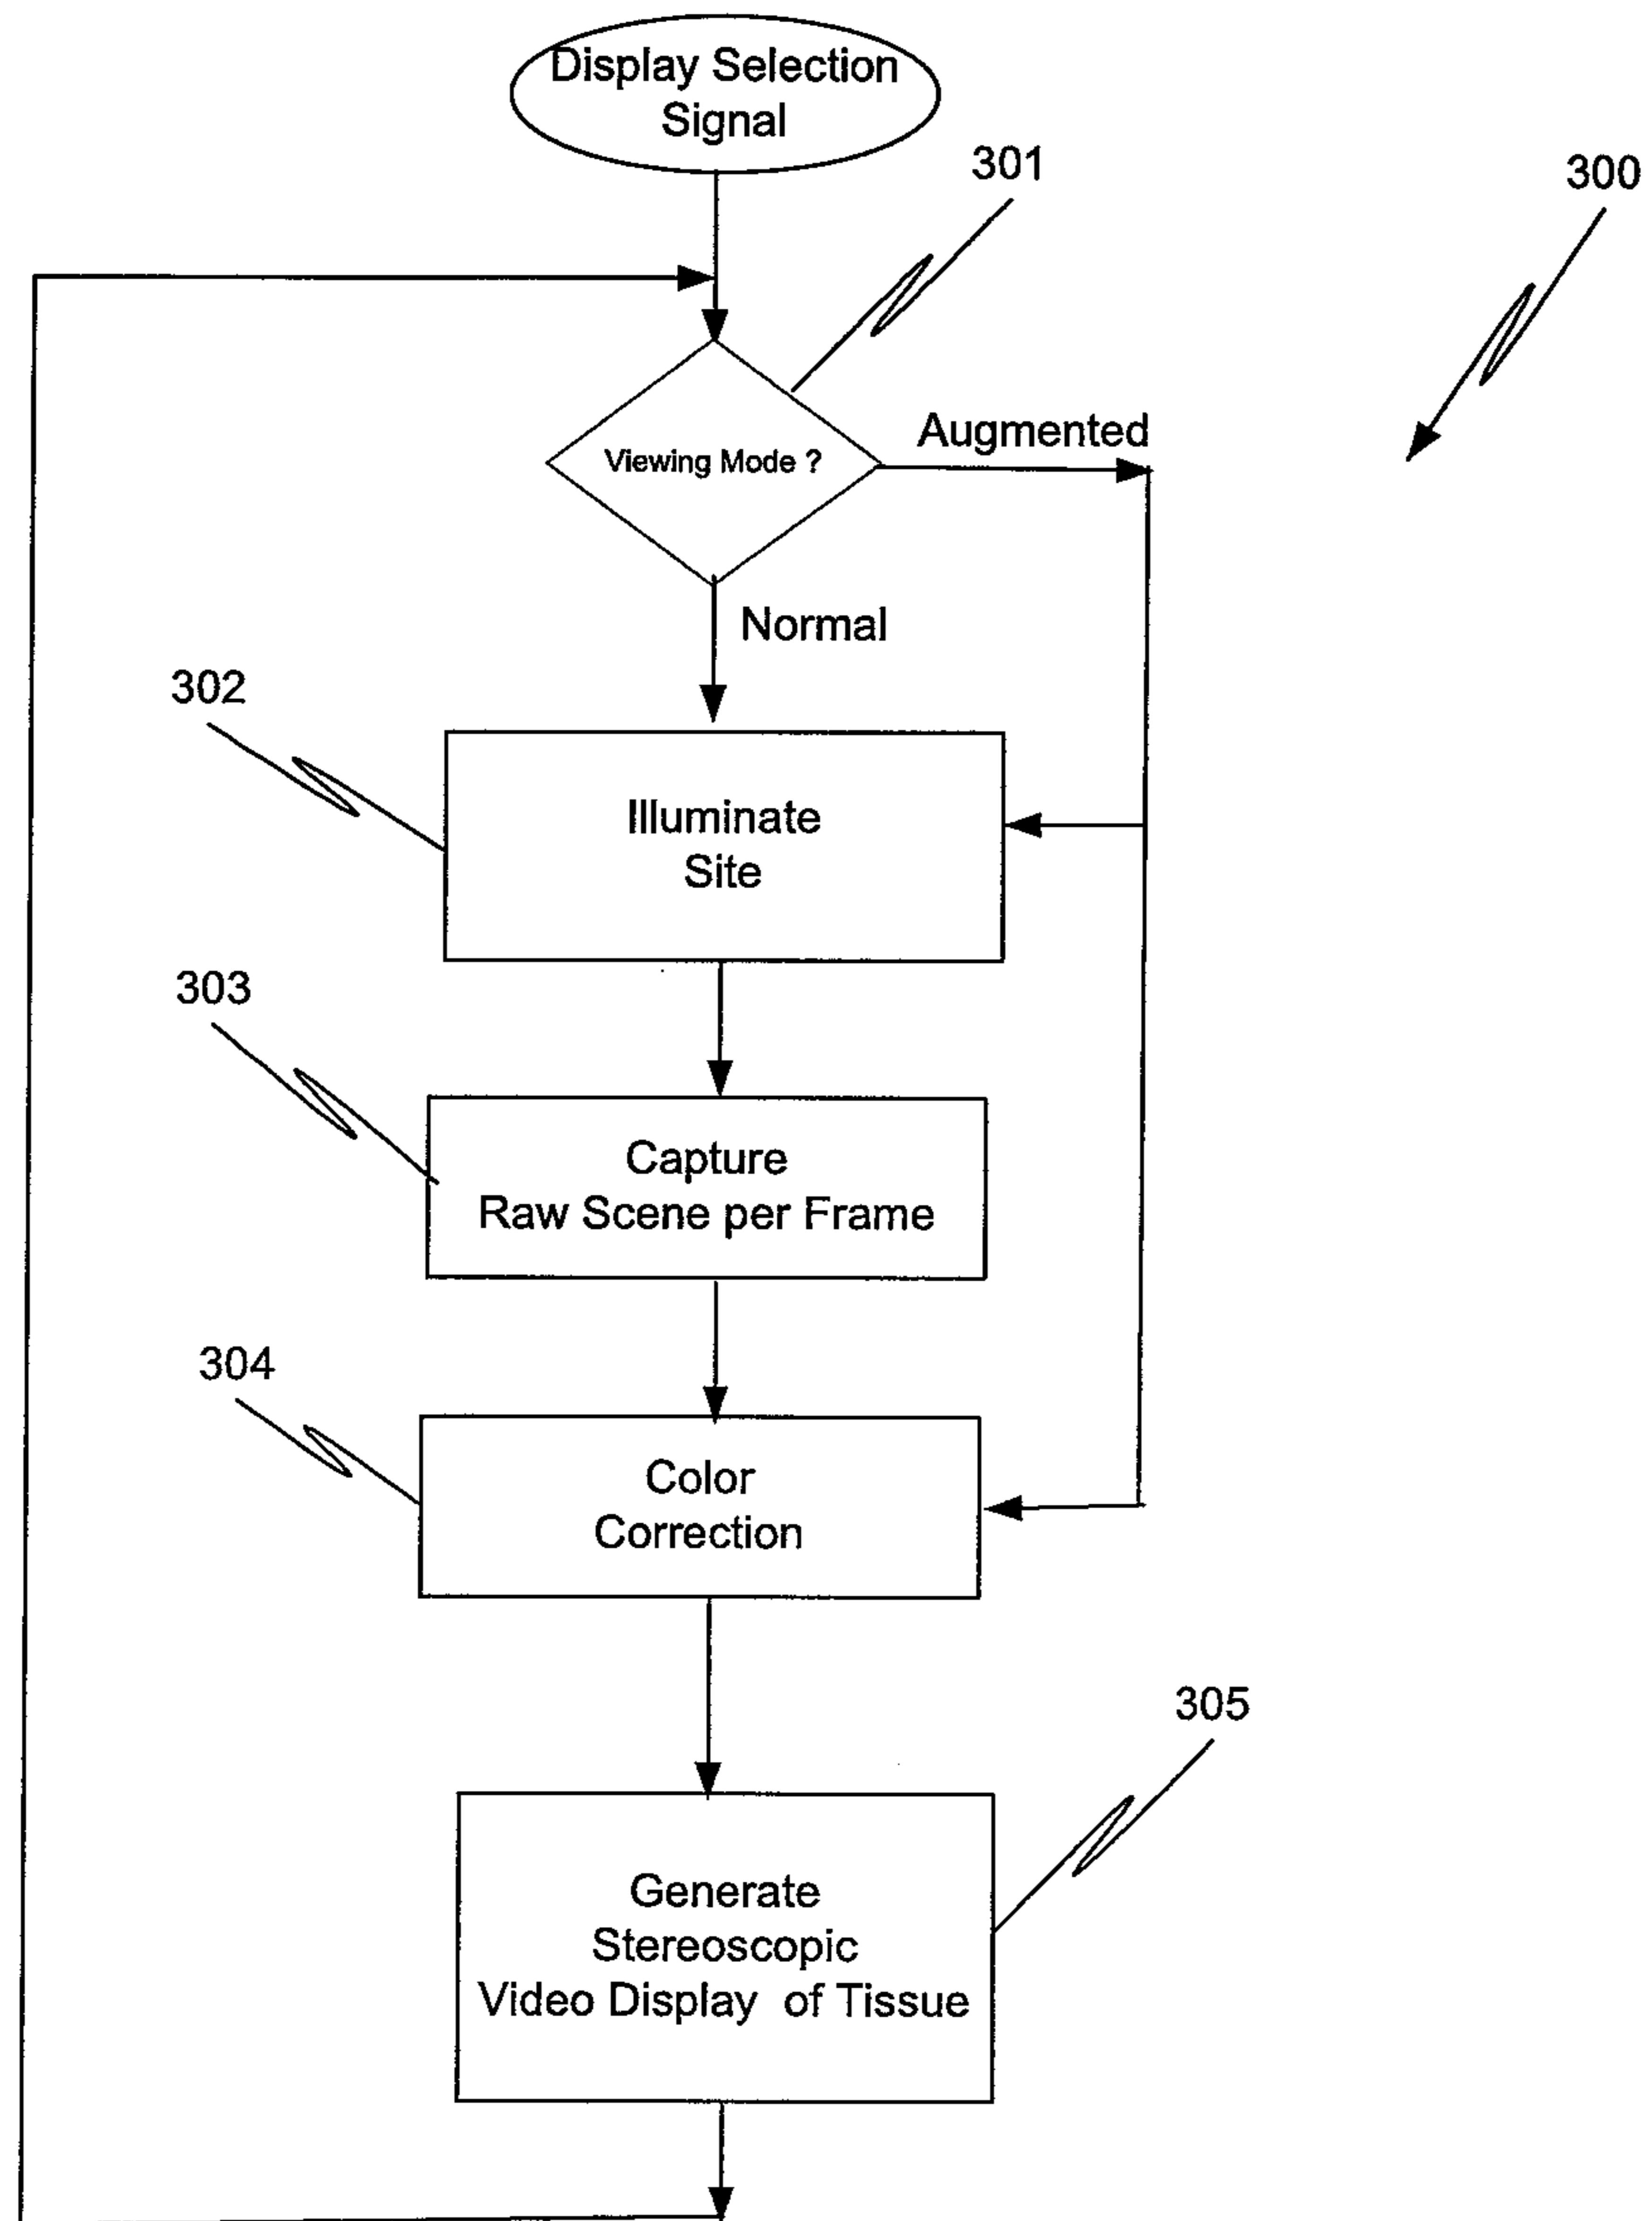 Display Selection
Signal
301
300
Viewing Mode ?
Augmented
Normal
302
Illuminate
Site
303
Capture
Raw Scene per Frame
304
Color
Correction
305
Generate
Stereoscopic
Video Display of Tissue